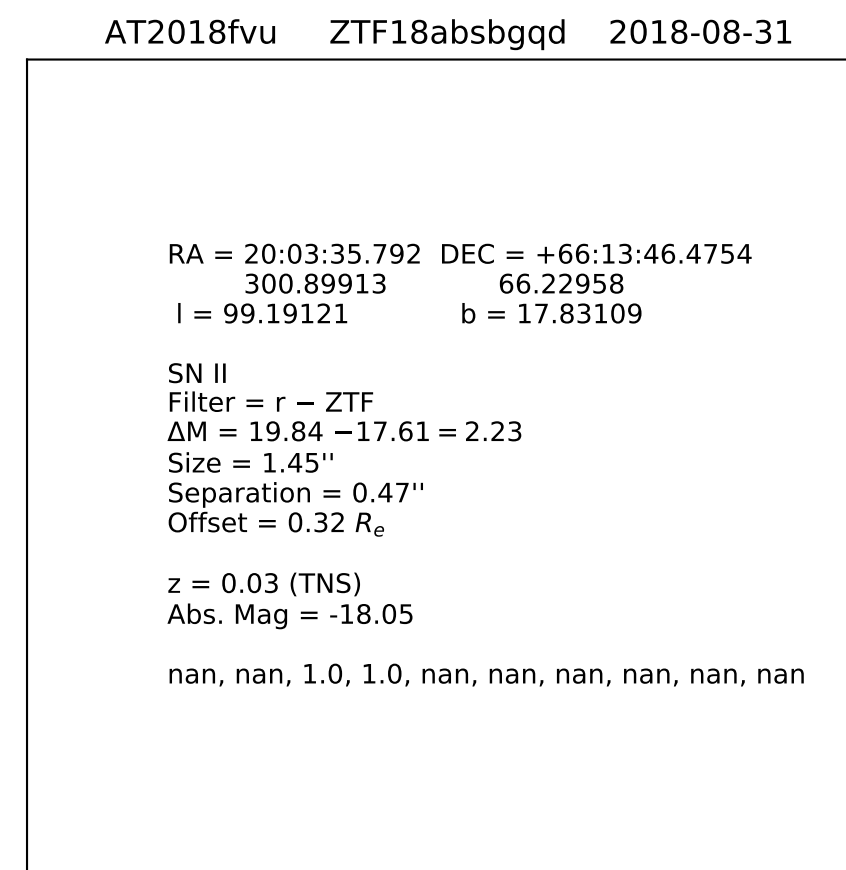 AT2018fvu ZTF18absbgqd 2018-08-31
RA = 20:03:35.792 DEC = +66:13:46.4754
300.89913 66.22958
l = 99.19121 b = 17.83109
SN II
Filter = r − ZTF
ΔM = 19.84 −17.61 = 2.23
Size = 1.45''
Separation = 0.47''
Offset = 0.32 Rₑ
z = 0.03 (TNS)
Abs. Mag = -18.05
nan, nan, 1.0, 1.0, nan, nan, nan, nan, nan, nan